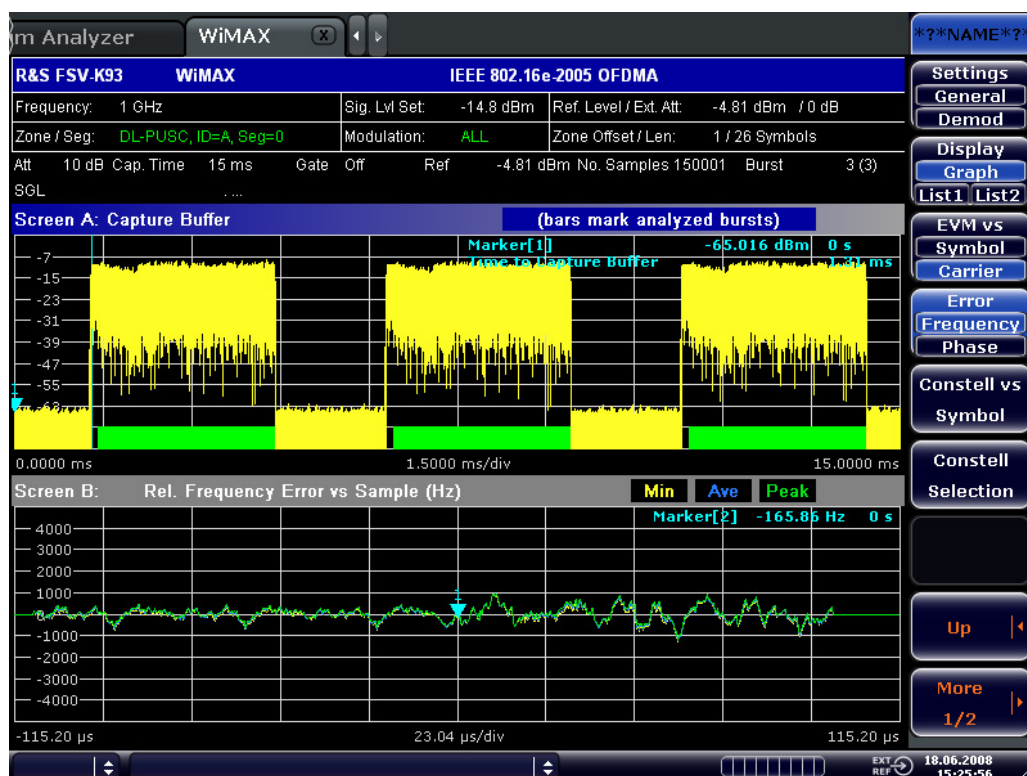 m Analyzer WiMAX X *?*NAME*?*
R&S FSV-K93 WiMAX IEEE 802.16e-2005 OFDMA
Frequency: 1 GHz Sig. Lvl Set: -14.8 dBm Ref. Level / Ext. Att: -4.81 dBm / 0 dB
Zone / Seg: DL-PUSC, ID=A, Seg=0 Modulation: ALL Zone Offset / Len: 1 / 26 Symbols
Att 10 dB Cap. Time 15 ms Gate Off Ref -4.81 dBm No. Samples 150001 Burst 3 (3)
SGL . ...
Screen A: Capture Buffer (bars mark analyzed bursts)
Marker[1] -65.016 dBm 0 s
Time to Capture Buffer 1.31 ms
-7
-15
-23
-31
-39
-47
-55
-63
1
0.0000 ms 1.5000 ms/div 15.0000 ms
Screen B: Rel. Frequency Error vs Sample (Hz) Min Ave Peak
Marker[2] -165.86 Hz 0 s
4000
3000
2000
1000
0
-1000
-2000
-3000
-4000
1
-115.20 µs 23.04 µs/div 115.20 µs
Settings
General
Demod
Display
Graph
List1 List2
EVM vs
Symbol
Carrier
Error
Frequency
Phase
Constell vs
Symbol
Constell
Selection
Up
More
1/2
EXT REF 18.06.2008
15:25:56